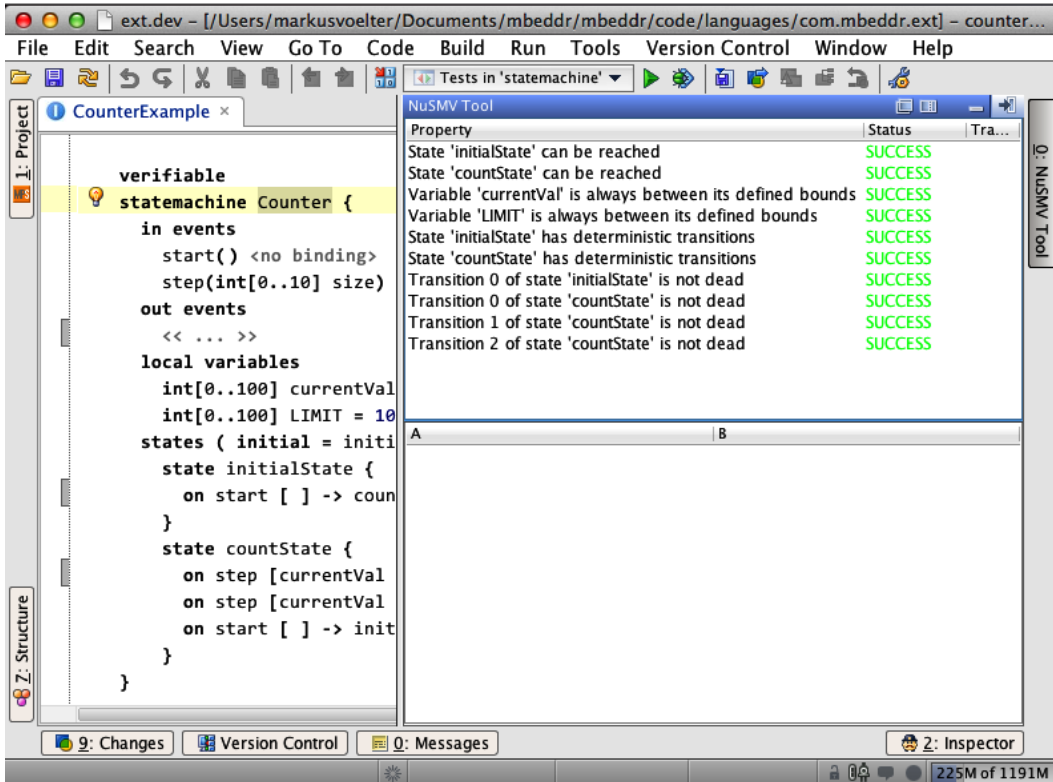 ext.dev – [/Users/markusvoelter/Documents/mbeddr/mbeddr/code/languages/com.mbeddr.ext] – counter...
File Edit Search View Go To Code Build Run Tools Version Control Window Help
Tests in 'statemachine'
1: Project
MPS
Z: Structure
CounterExample ×
verifiable
statemachine Counter {
in events
start() <no binding>
step(int[0..10] size)
out events
<< ... >>
local variables
int[0..100] currentVal
int[0..100] LIMIT = 10
states ( initial = initi
state initialState {
on start [ ] -> coun
}
state countState {
on step [currentVal
on step [currentVal
on start [ ] -> init
}
}
NuSMV Tool
Property Status Tra...
State 'initialState' can be reached SUCCESS
State 'countState' can be reached SUCCESS
Variable 'currentVal' is always between its defined bounds SUCCESS
Variable 'LIMIT' is always between its defined bounds SUCCESS
State 'initialState' has deterministic transitions SUCCESS
State 'countState' has deterministic transitions SUCCESS
Transition 0 of state 'initialState' is not dead SUCCESS
Transition 0 of state 'countState' is not dead SUCCESS
Transition 1 of state 'countState' is not dead SUCCESS
Transition 2 of state 'countState' is not dead SUCCESS
A B
0: NuSMV Tool
9: Changes Version Control 0: Messages 2: Inspector
225M of 1191M